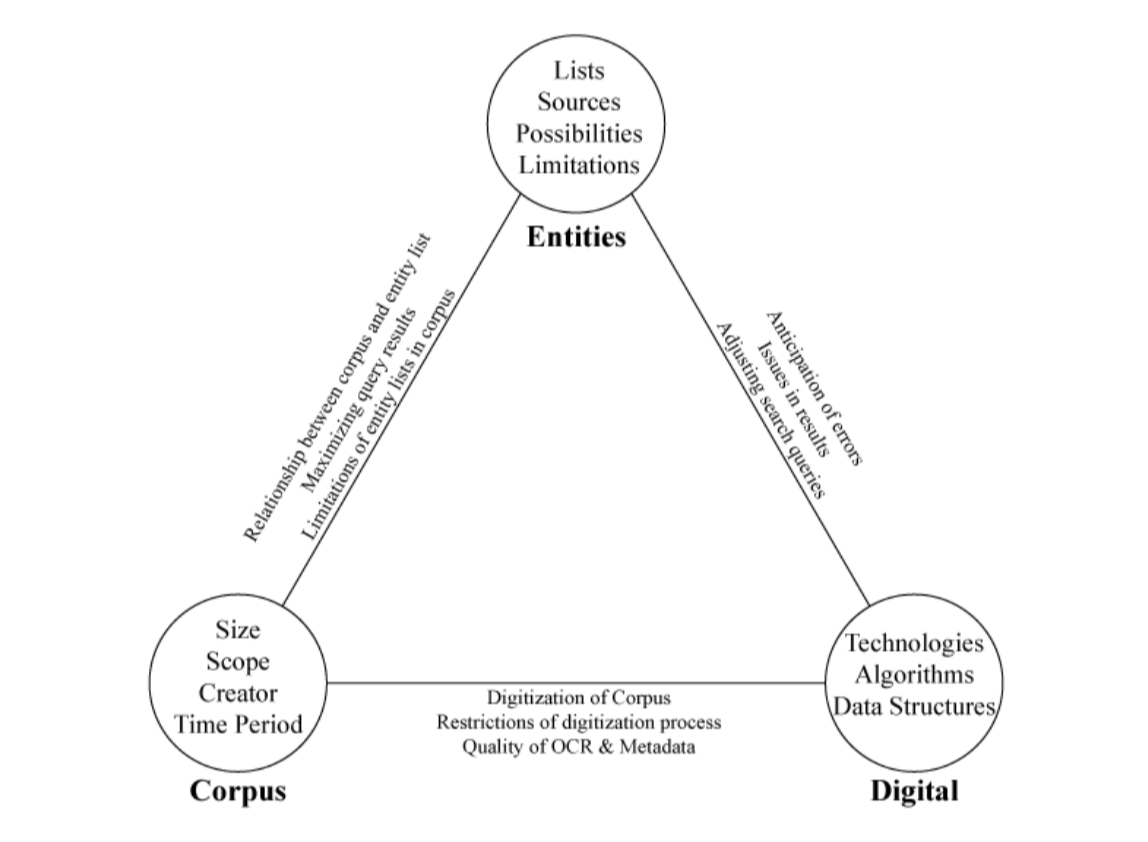 Lists
Sources
Possibilities
Limitations
Entities
Relationship between corpus and entity list
Maximizing query results
Limitations of entity lists in corpus
Anticipation of errors
Issues in results
Adjusting search queries
Size
Scope
Creator
Time Period
Corpus
Digitization of Corpus
Restrictions of digitization process
Quality of OCR & Metadata
Technologies
Algorithms
Data Structures
Digital